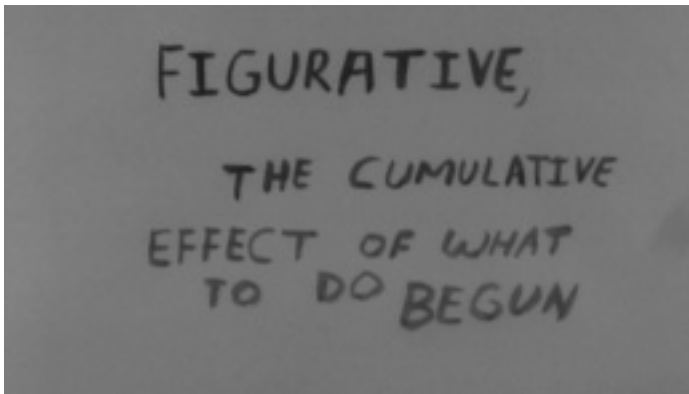 FIGURATIVE,
THE CUMULATIVE
EFFECT OF WHAT
TO DO BEGUN